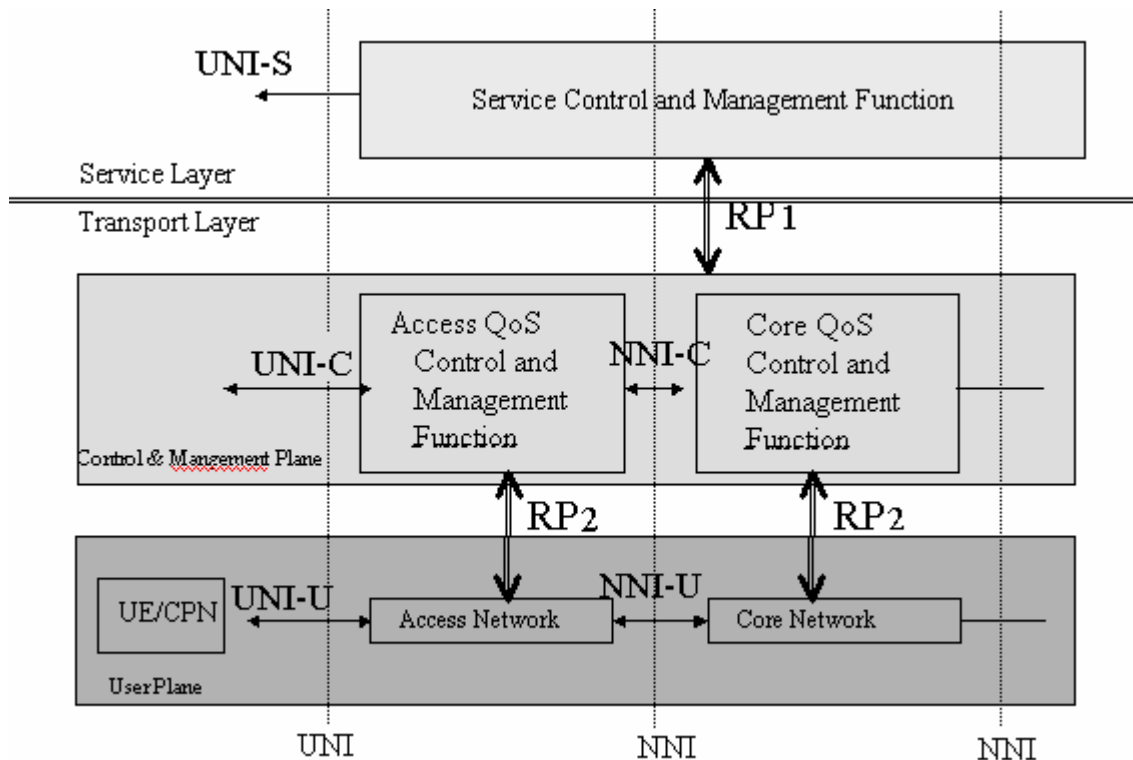 UNI-S
Service Control and Management Function
Service Layer
Transport Layer
RP1
Access QoS
Control and
Management
Function
Core QoS
Control and
Management
Function
UNI-C
NNI-C
Control & Mangement Plane
RP2
RP2
UE/CPN
UNI-U
Access Network
NNI-U
Core Network
UserPlane
UNI
NNI
NNI